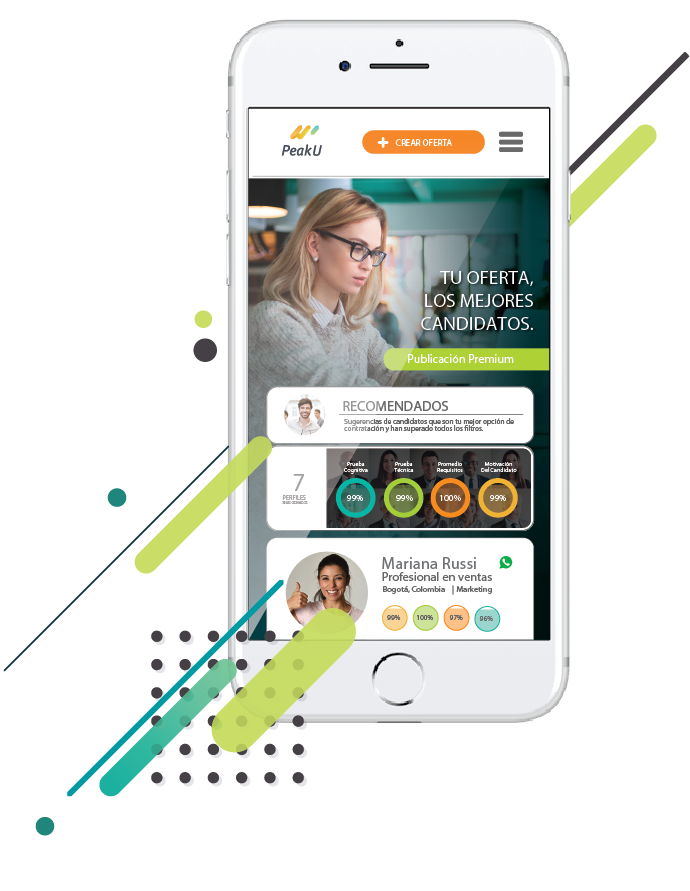 PeakU
CREAR OFERTA
TU OFERTA,
LOS MEJORES
CANDIDATOS.
Publicación Premium
RECOMENDADOS
Sugerencias de candidatos que son tu mejor opción de
contratación y han superado todos los filtros.
7
PERFILES
SELECCIONADOS
Prueba
Cognitiva
Prueba
Técnica
Promedio
Requisitos
Motivación
Del Candidato
99%
99%
100%
99%
Mariana Russi
Profesional en ventas
Bogotá, Colombia | Marketing
99%
100%
97%
96%